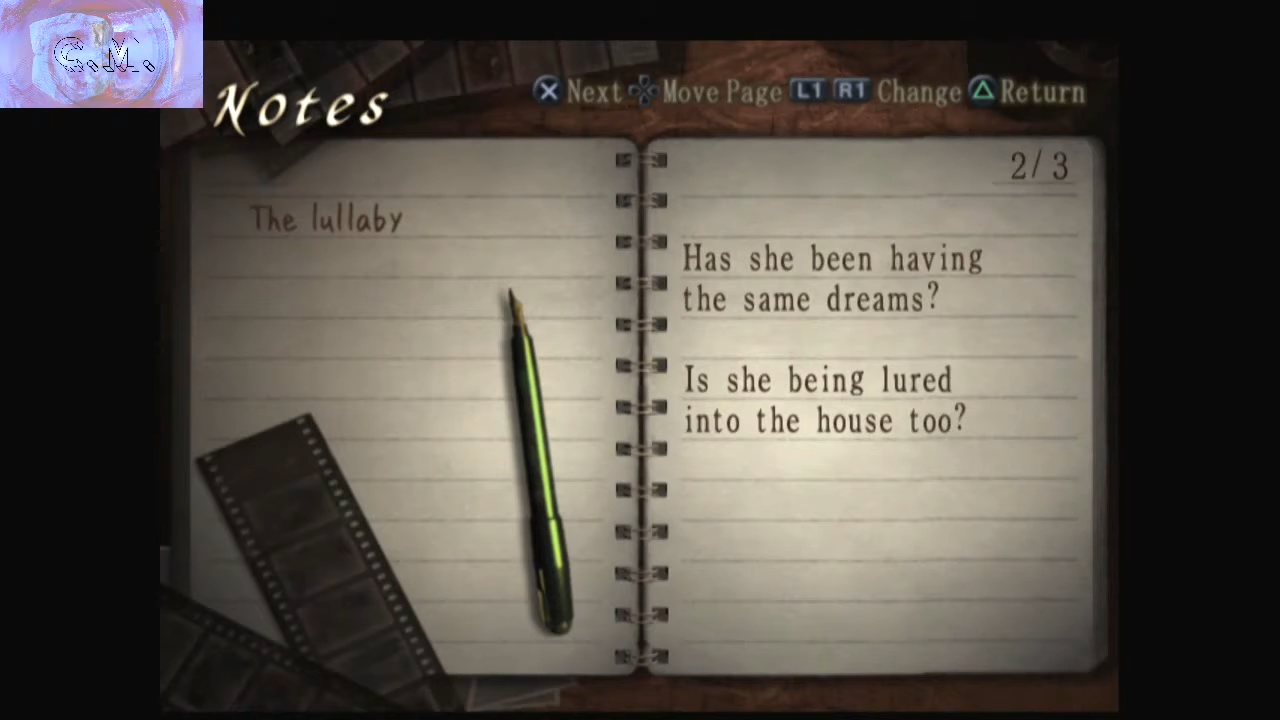 G.M.
Notes
Next Move Page L1 R1 Change Return
2/3
The lullaby
Has she been having
the same dreams?
Is she being lured
into the house too?